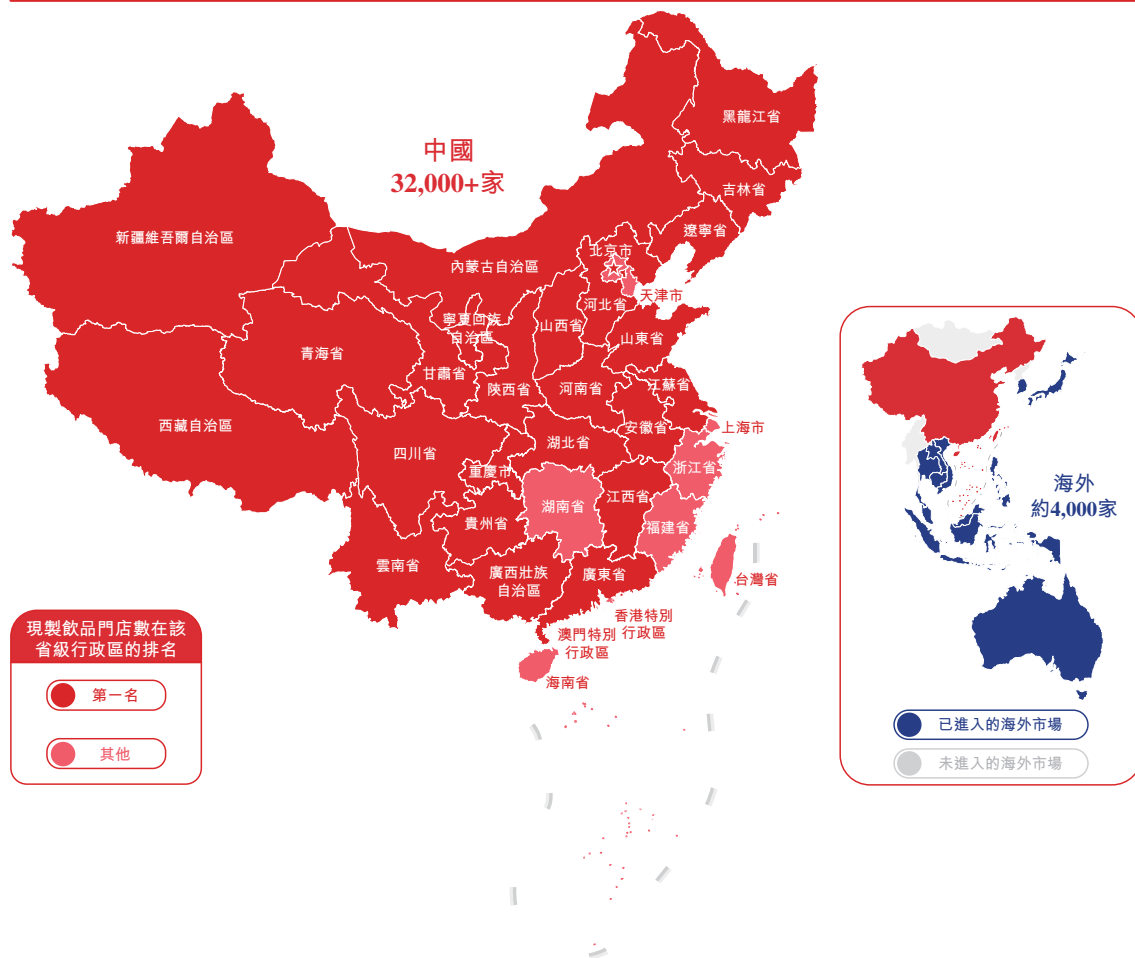 中國
32,000+家
黑龍江省
吉林省
遼寧省
新疆維吾爾自治區
內蒙古自治區
北京市
天津市
河北省
寧夏回族
自治區
山西省
山東省
青海省
甘肅省
陝西省
河南省
江蘇省
西藏自治區
安徽省
上海市
四川省
湖北省
重慶市
浙江省
湖南省
江西省
貴州省
福建省
雲南省
廣西壯族
自治區
廣東省
台灣省
香港特別
行政區
澳門特別
行政區
海南省
現製飲品門店數在該
省級行政區的排名
第一名
其他
海外
約4,000家
已進入的海外市場
未進入的海外市場